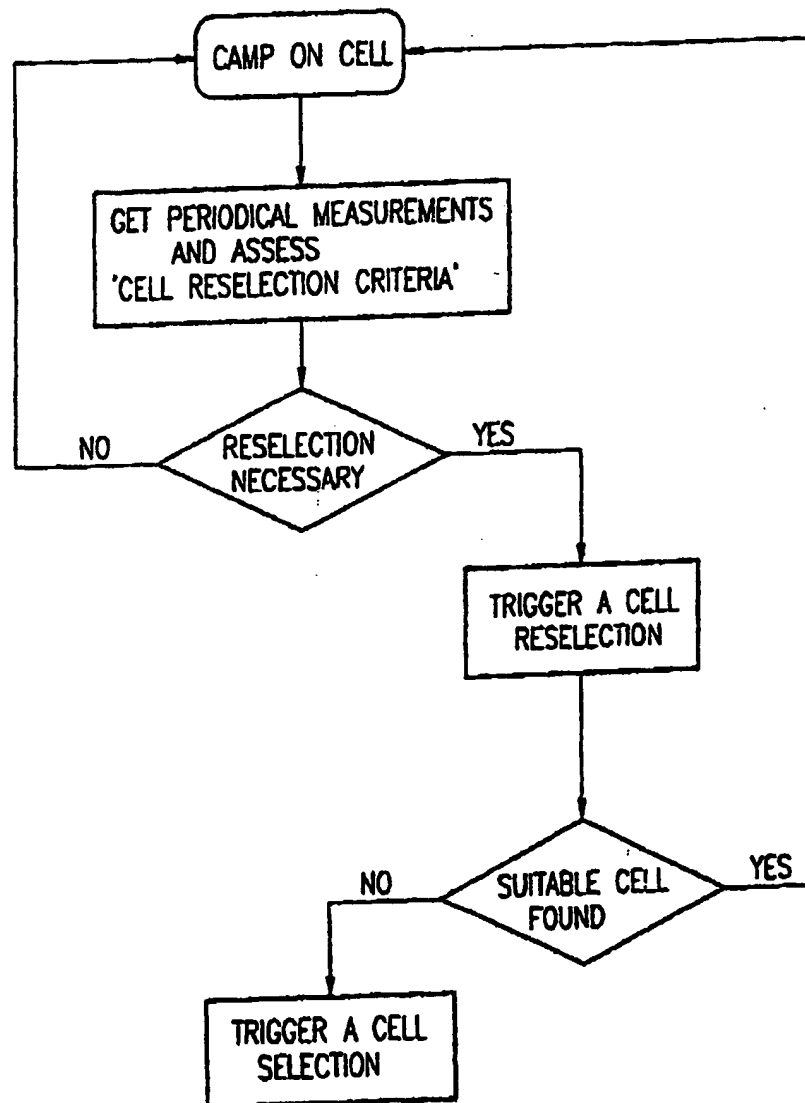 CAMP ON CELL
GET PERIODICAL MEASUREMENTS
AND ASSESS
'CELL RESELECTION CRITERIA'
NO
RESELECTION
NECESSARY
YES
TRIGGER A CELL
RESELECTION
NO
SUITABLE CELL
FOUND
YES
TRIGGER A CELL
SELECTION